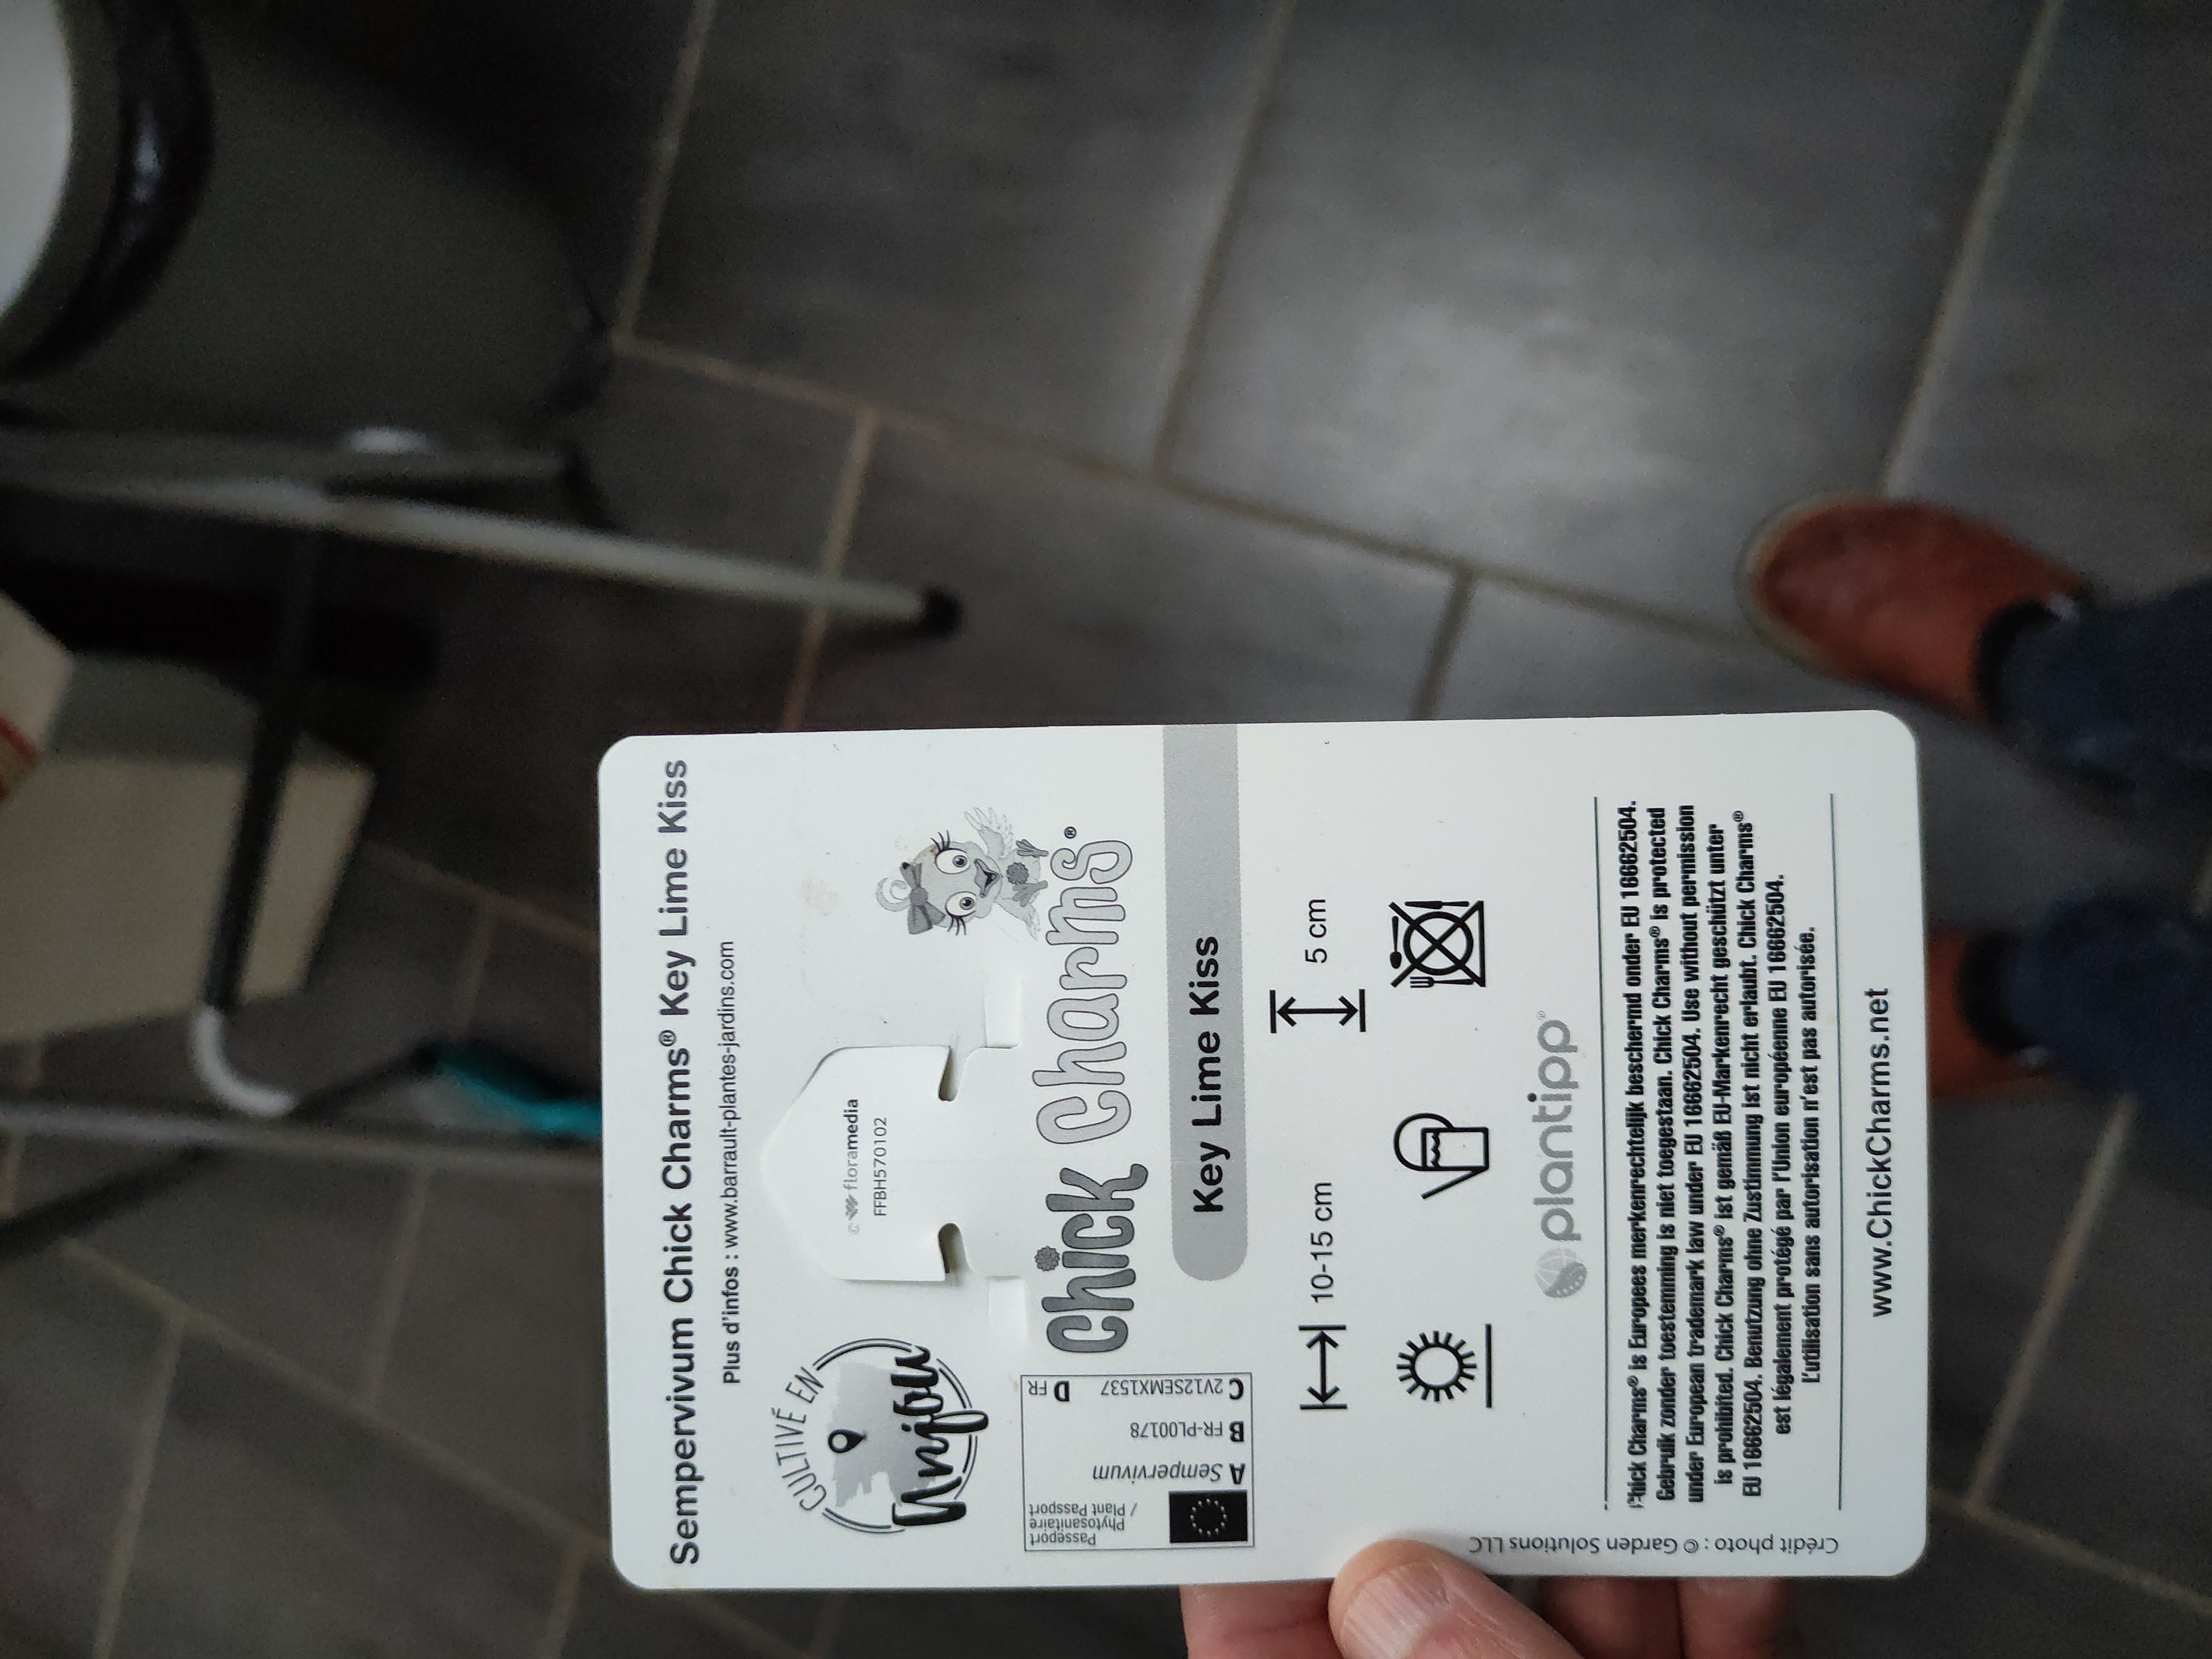 Sempervivum Chick Charms® Key Lime Kiss
Plus d'infos : www.barrault-plantes-jardins.com
CULTIVÉ EN
Anjou
© floramedia
FFBH570102
Passeport
Phytosanitaire
/ Plant Passport
A Sempervivum
B FR-PL00178
C 2V12SEMX1537 D FR
Chick Charms®
Key Lime Kiss
10-15 cm
5 cm
plantipp®
Chick Charms® is Europees merkenrechtelijk beschermd onder EU 16662504.
Gebruik zonder toestemming is niet toegestaan. Chick Charms® is protected
under European trademark law under EU 16662504. Use without permission
is prohibited. Chick Charms® ist gemäß EU-Markenrecht geschützt unter
EU 16662504. Benutzung ohne Zustimmung ist nicht erlaubt. Chick Charms®
est légalement protégé par l'Union européenne EU 16662504.
L'utilisation sans autorisation n'est pas autorisée.
Crédit photo : © Garden Solutions LLC
www.ChickCharms.net